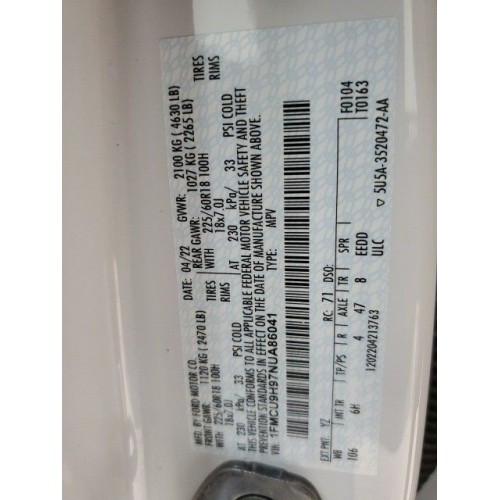 MFD. BY FORD MOTOR CO.
DATE: 04/22 GVWR: 2100 KG ( 4630 LB)
FRONT GAWR: 1120 KG ( 2470 LB) REAR GAWR: 1027 KG ( 2265 LB)
225/60R18 100H TIRES WITH 225/60R18 100H TIRES
18x7.0J RIMS 18x7.0J RIMS
AT 230 kPa/ 33 PSI COLD AT 230 kPa/ 33 PSI COLD
THIS VEHICLE CONFORMS TO ALL APPLICABLE FEDERAL MOTOR VEHICLE SAFETY AND THEFT
PREVENTION STANDARDS IN EFFECT ON THE DATE OF MANUFACTURE SHOWN ABOVE.
VIN: 1FMCU9H97NUA86041 TYPE: MPV
F0104
T0163
EXT PNT: YZ RC: 71 DSO:
WB INT TR TP/PS R AXLE TR SPR
106 6H 4 47 8 EEDD
ULC
1202204213763 ▽ 5U5A-3520472-AA